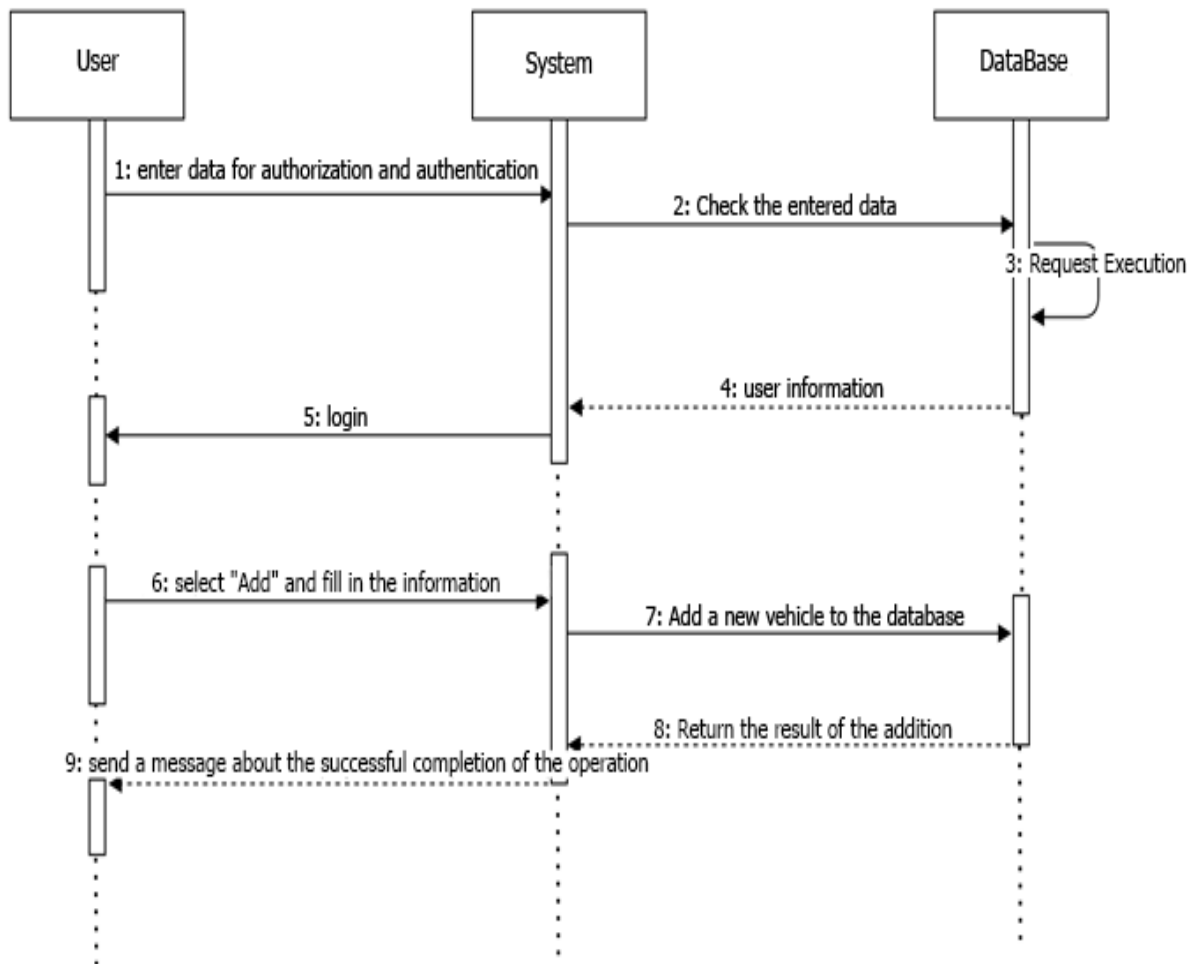 User
System
DataBase
1: enter data for authorization and authentication
2: Check the entered data
3: Request Execution
4: user information
5: login
6: select "Add" and fill in the information
7: Add a new vehicle to the database
8: Return the result of the addition
9: send a message about the successful completion of the operation